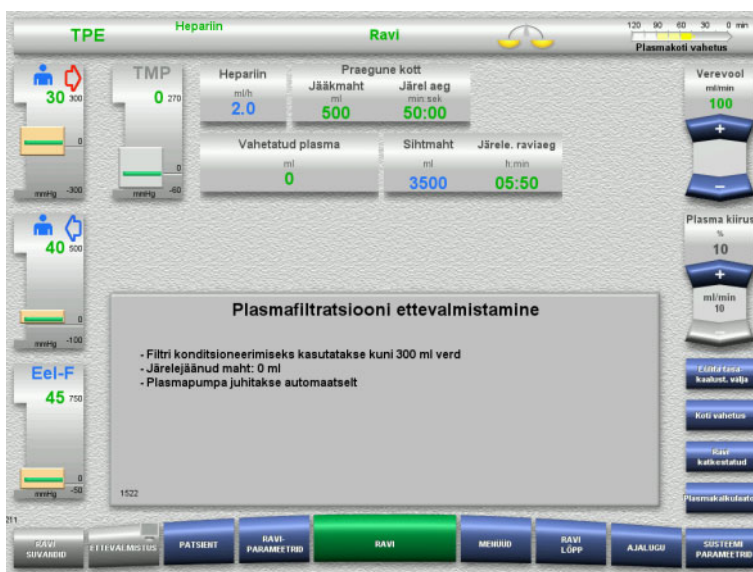 TPE
Hepariin
Ravi
120 90 60 30 0 min
Plasmakoti vahetus
30 300
0
-300
mmHg
TMP
0 270
0
-60
mmHg
Hepariin
ml/h
2.0
Praegune kott
Jääkmaht
ml
500
Järel aeg
min:sek
50:00
Vahetatud plasma
ml
0
Sihtmaht
ml
3500
Järele. raviaeg
h:min
05:50
Verevool
ml/min
100
+
–
40 500
0
-100
mmHg
Plasma kiirus
%
10
+
ml/min
10
–
Eel-F
45 750
0
-50
mmHg
Plasmafiltratsiooni ettevalmistamine
- Filtri konditsioneerimiseks kasutatakse kuni 300 ml verd
- Järelejäänud maht: 0 ml
- Plasmapumpa juhitakse automaatselt
1522
kaalust. välja
Koti vahetus
Ravi
katkestatud
Plasmakalkulaator
211
RAVI
SUVANDID
ETTEVALMISTUS
PATSIENT
RAVI-
PARAMEETRID
RAVI
MENÜÜD
RAVI
LÕPP
AJALUGU
SÜSTEEMI
PARAMEETRID